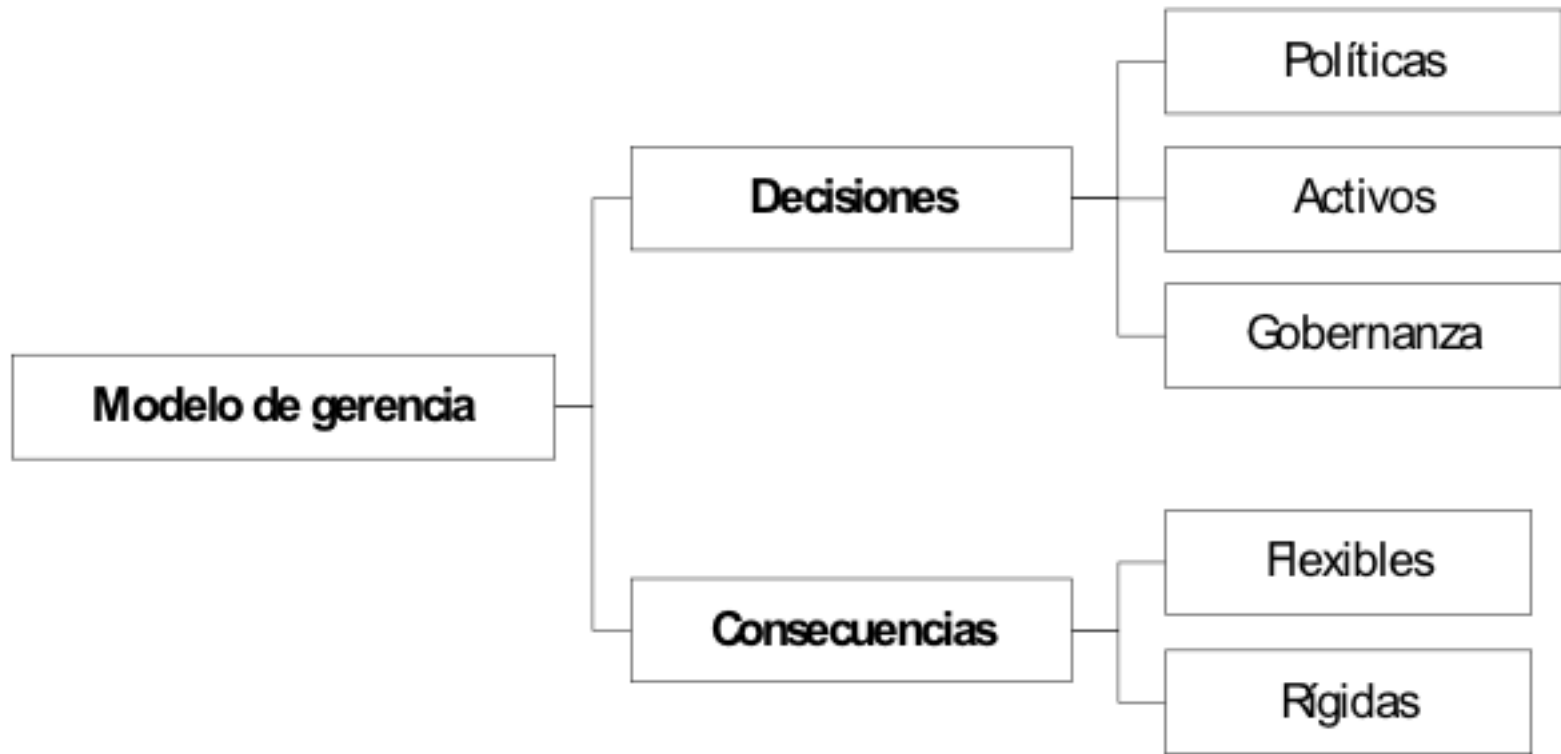 Modelo de gerencia
Decisiones
Políticas
Activos
Gobernanza
Consecuencias
Flexibles
Rígidas